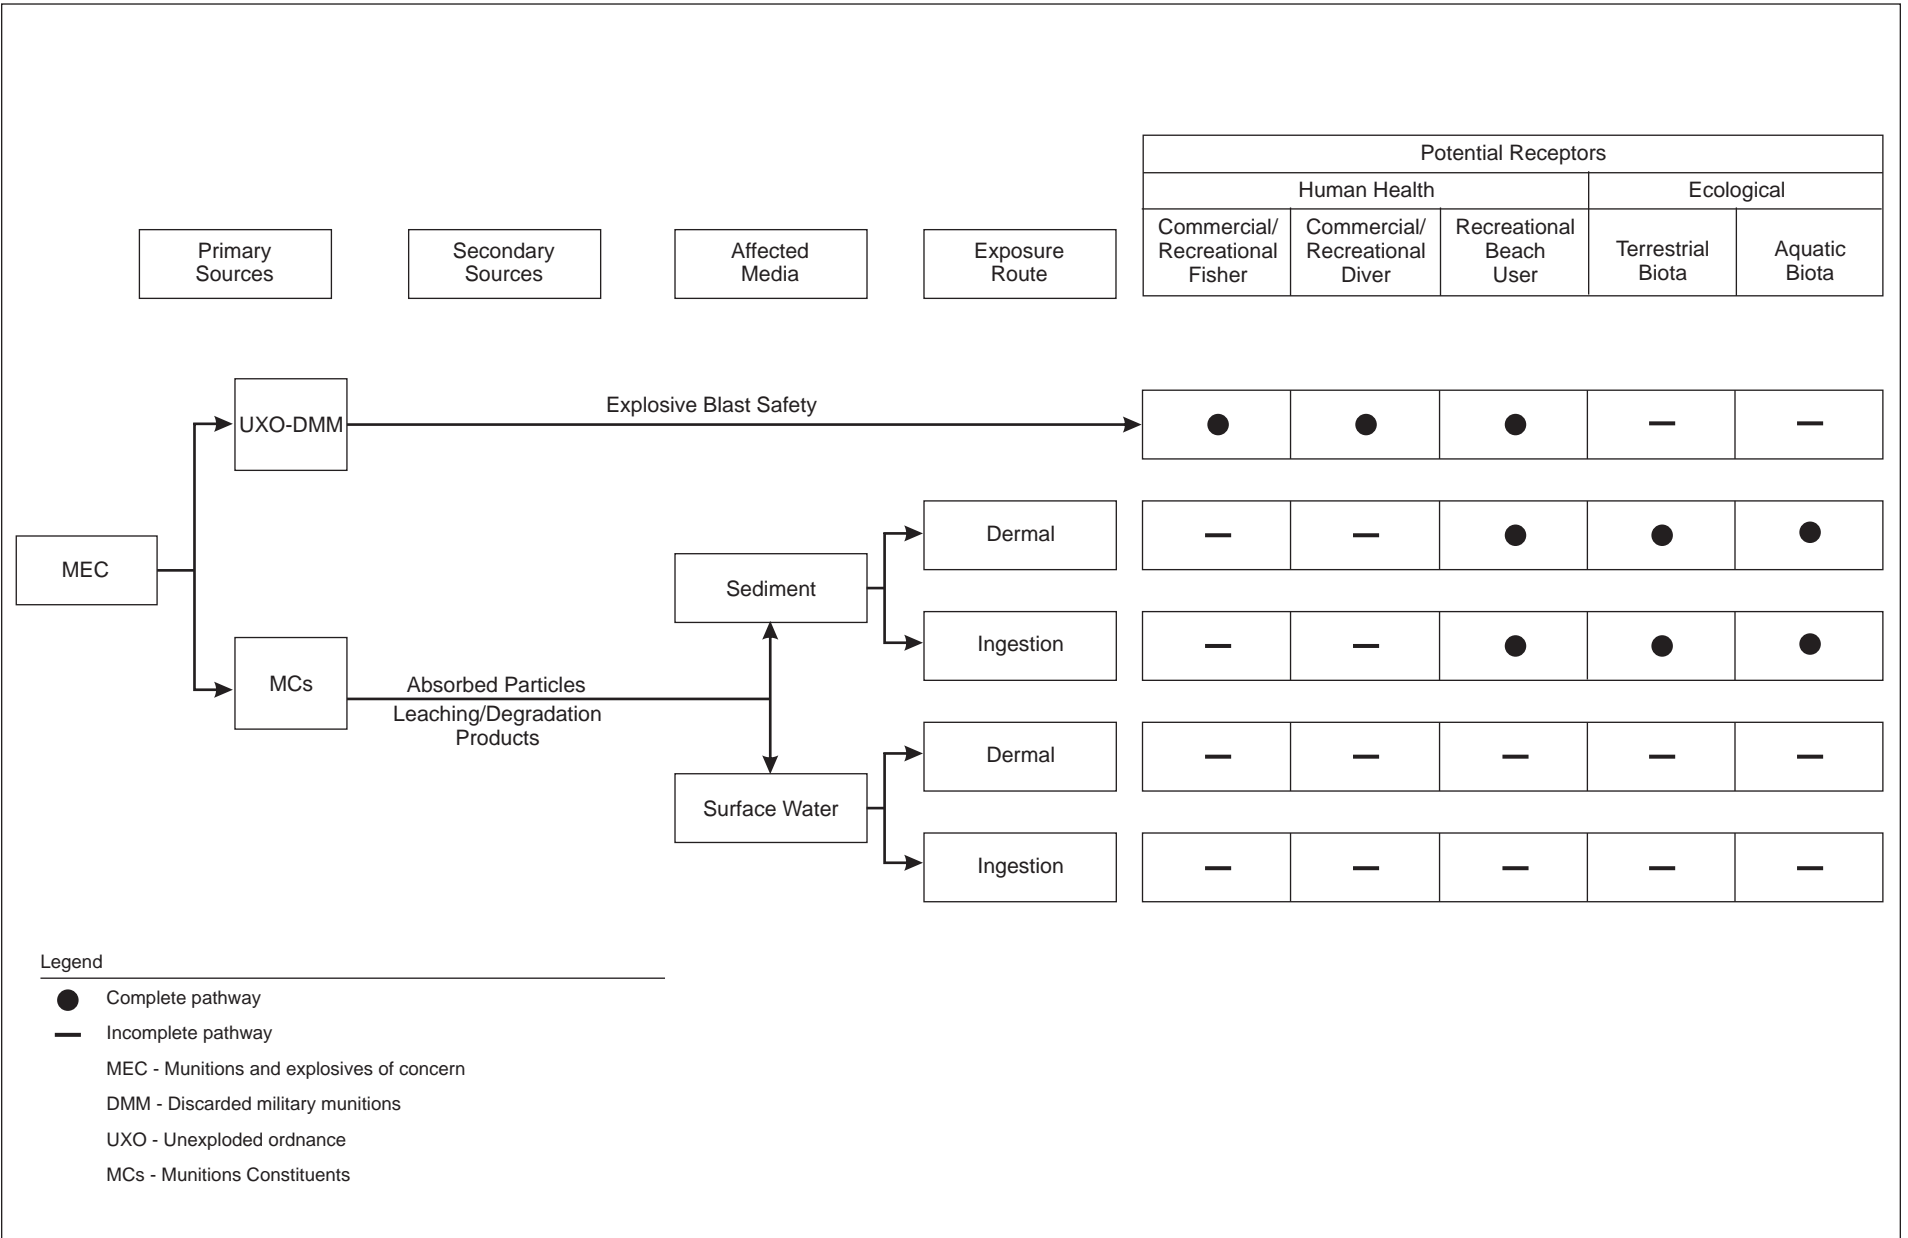 Potential Receptors
Human Health
Ecological
Primary
Sources
Secondary
Sources
Affected
Media
Exposure
Route
Commercial/
Recreational
Fisher
Commercial/
Recreational
Diver
Recreational
Beach
User
Terrestrial
Biota
Aquatic
Biota
UXO-DMM
Explosive Blast Safety
MEC
MCs
Absorbed Particles
Leaching/Degradation
Products
Sediment
Dermal
Ingestion
Surface Water
Dermal
Ingestion
Legend
Complete pathway
Incomplete pathway
MEC - Munitions and explosives of concern
DMM - Discarded military munitions
UXO - Unexploded ordnance
MCs - Munitions Constituents